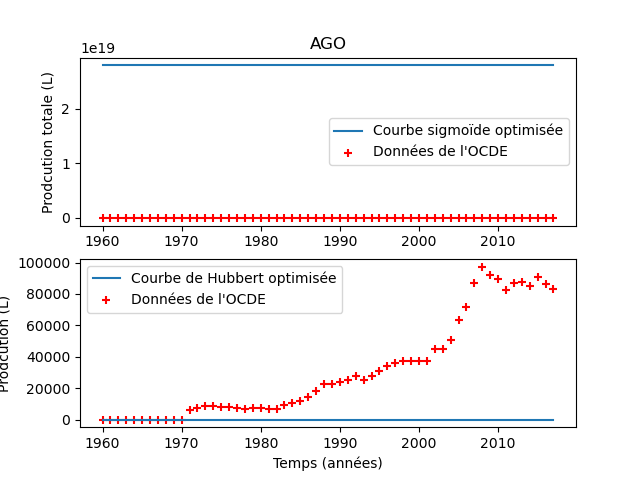 AGO
1e19
Prodcution totale (L)
2
1
0
Courbe sigmoïde optimisée
Données de l'OCDE
1960 1970 1980 1990 2000 2010
Prodcution (L)
100000
80000
60000
40000
20000
0
Courbe de Hubbert optimisée
Données de l'OCDE
1960 1970 1980 1990 2000 2010
Temps (années)